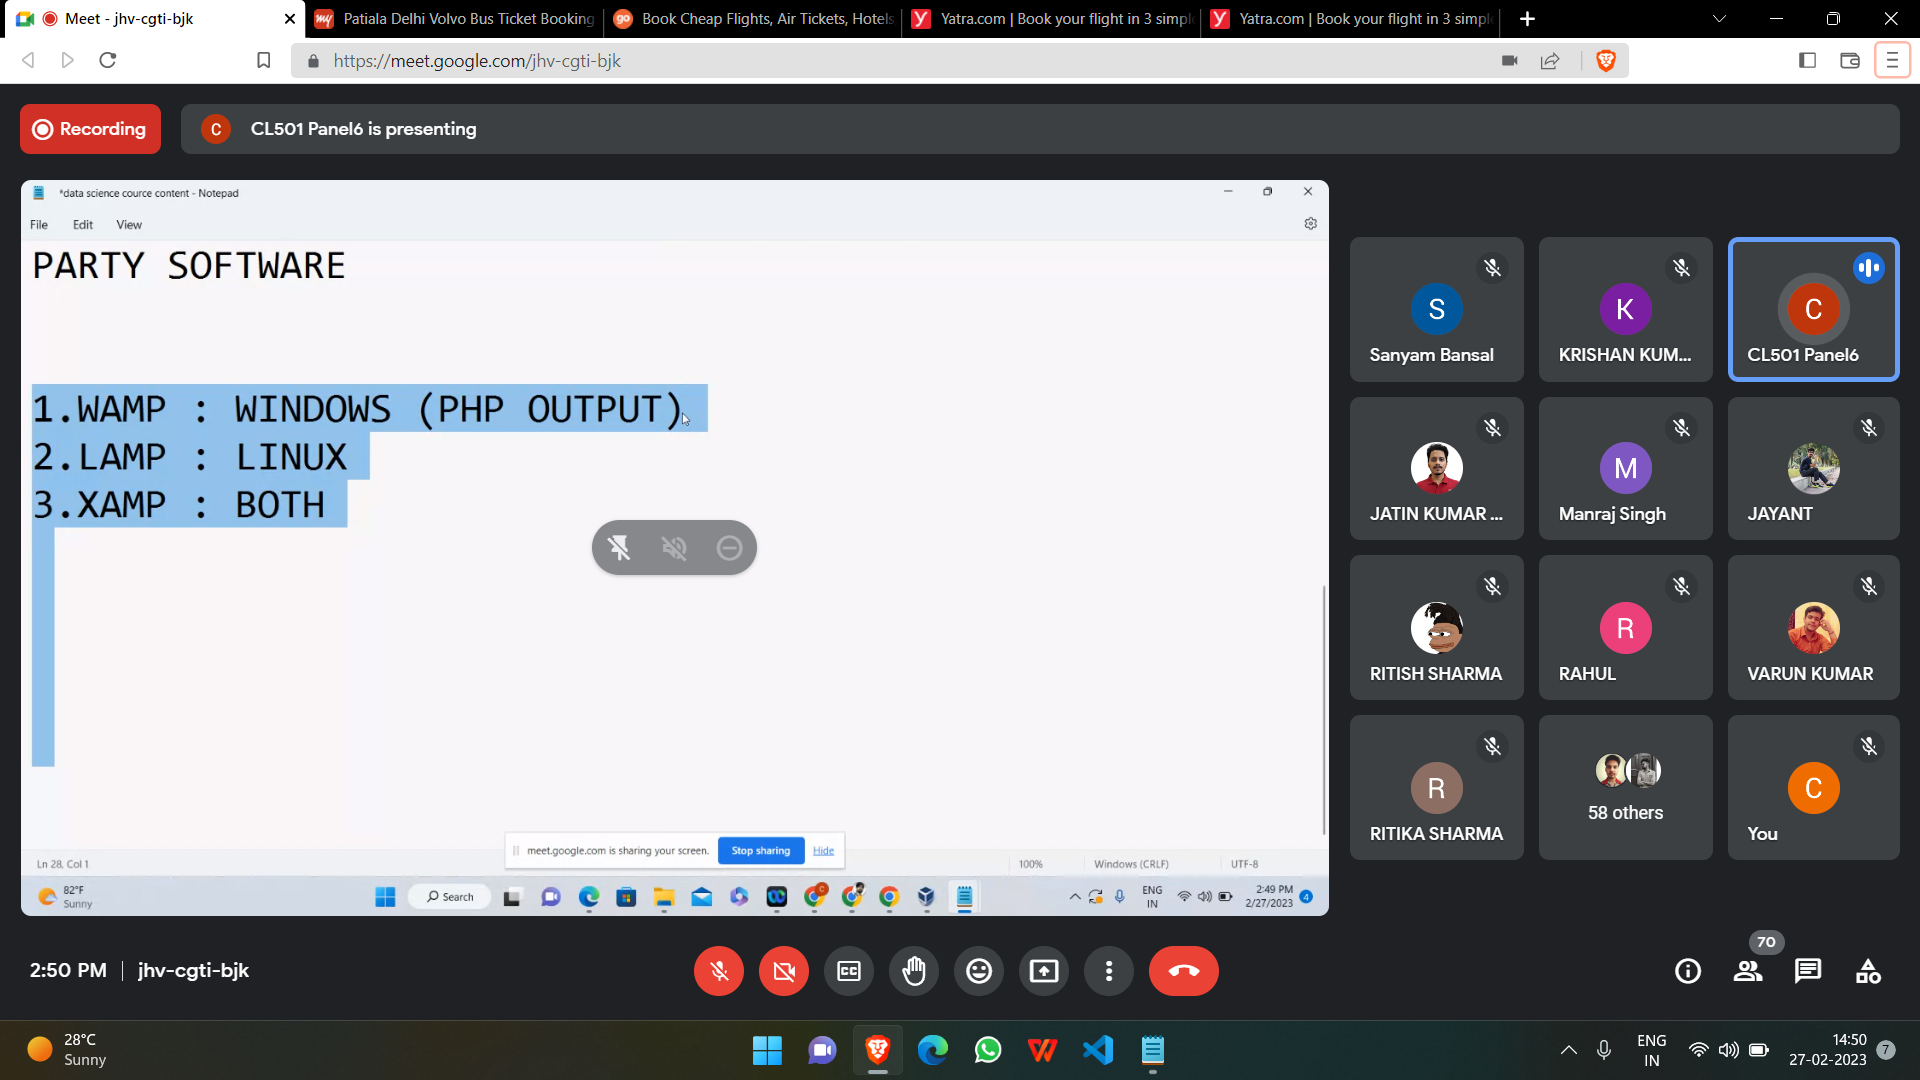 Meet - jhv-cgti-bjk
Patiala Delhi Volvo Bus Ticket Booking
Book Cheap Flights, Air Tickets, Hotels
Yatra.com | Book your flight in 3 simpl
Yatra.com | Book your flight in 3 simpl
https://meet.google.com/jhv-cgti-bjk
Recording
C
CL501 Panel6 is presenting
*data science cource content - Notepad
File
Edit
View
PARTY SOFTWARE
1.WAMP : WINDOWS (PHP OUTPUT)
2.LAMP : LINUX
3.XAMP : BOTH
meet.google.com is sharing your screen.
Stop sharing
Hide
Ln 28, Col 1
100%
Windows (CRLF)
UTF-8
82°F
Sunny
Search
ENG
IN
2:49 PM
2/27/2023
4
S
Sanyam Bansal
K
KRISHAN KUM...
C
CL501 Panel6
JATIN KUMAR ...
M
Manraj Singh
JAYANT
RITISH SHARMA
R
RAHUL
VARUN KUMAR
R
RITIKA SHARMA
58 others
C
You
2:50 PM | jhv-cgti-bjk
CC
70
28°C
Sunny
ENG
IN
14:50
27-02-2023
7